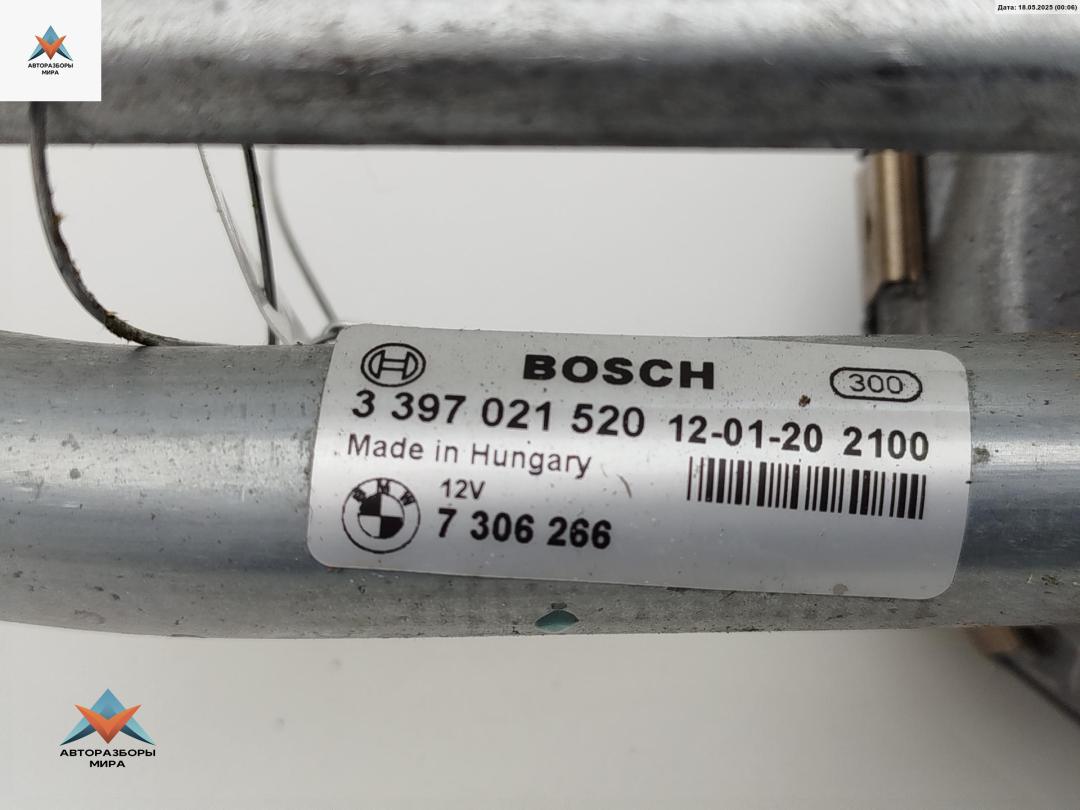 Дата: 18.05.2025 (00:06)
АВТОРАЗБОРЫ
МИРА
BOSCH
300
3 397 021 520 12-01-20 2100
Made in Hungary
12V
BMW
7 306 266
АВТОРАЗБОРЫ
МИРА